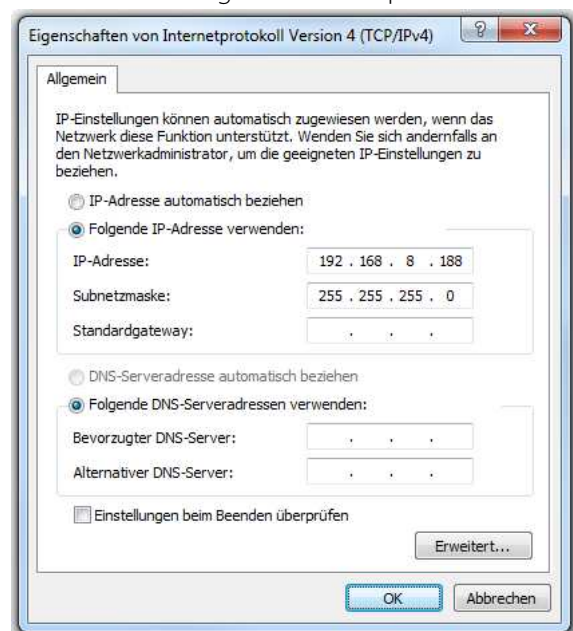 Eigenschaften von Internetprotokoll Version 4 (TCP/IPv4)
Allgemein
IP-Einstellungen können automatisch zugewiesen werden, wenn das
Netzwerk diese Funktion unterstützt. Wenden Sie sich andernfalls an
den Netzwerkadministrator, um die geeigneten IP-Einstellungen zu
beziehen.
IP-Adresse automatisch beziehen
Folgende IP-Adresse verwenden:
IP-Adresse: 192 . 168 . 8 . 188
Subnetzmaske: 255 . 255 . 255 . 0
Standardgateway: . . .
DNS-Serveradresse automatisch beziehen
Folgende DNS-Serveradressen verwenden:
Bevorzugter DNS-Server: . . .
Alternativer DNS-Server: . . .
Einstellungen beim Beenden überprüfen
Erweitert...
OK Abbrechen